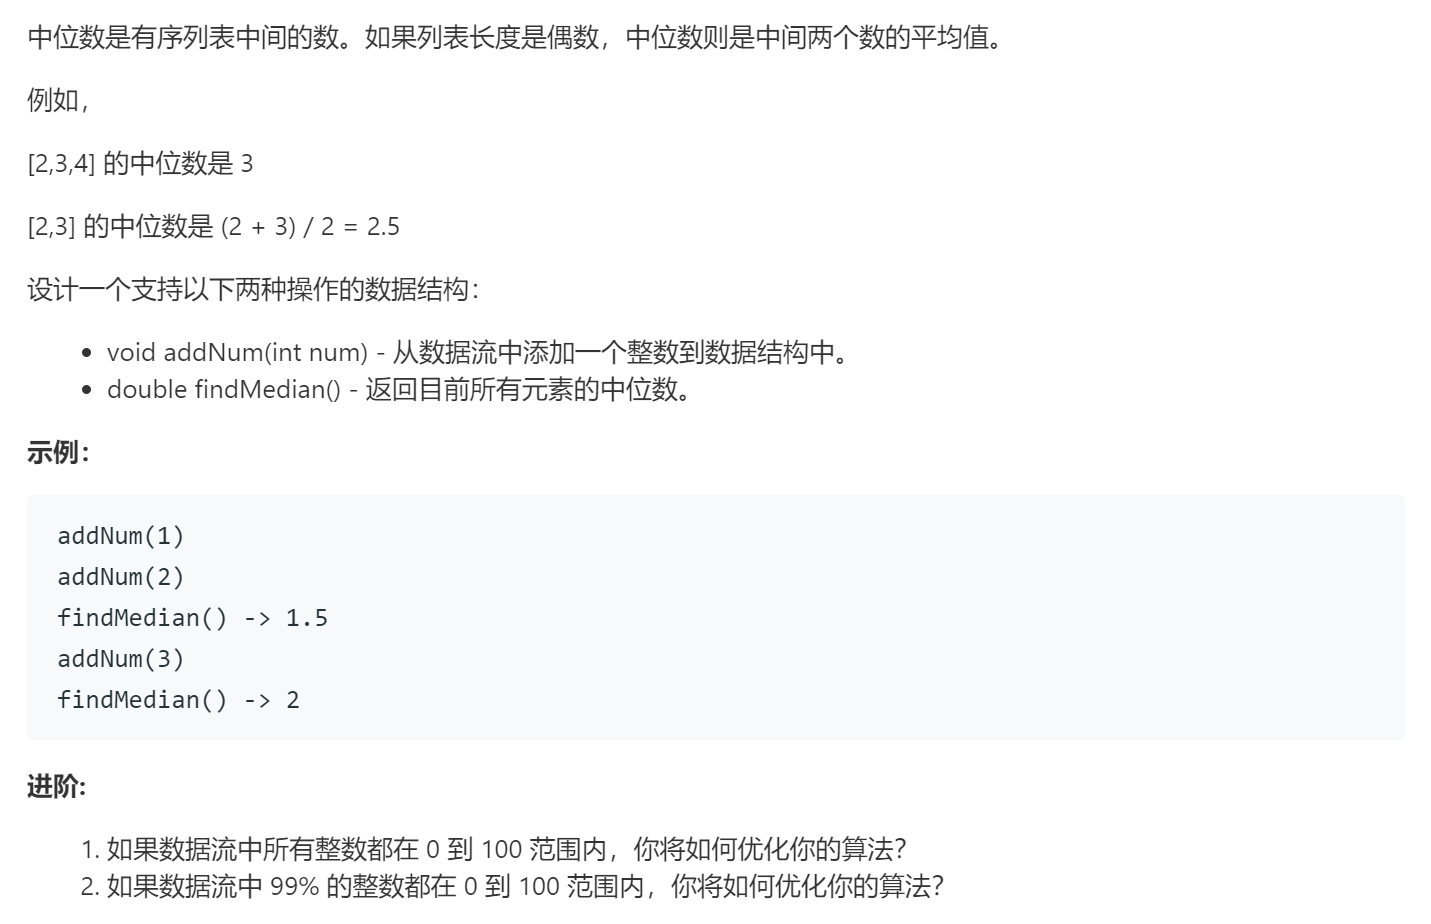 中位数是有序列表中间的数。如果列表长度是偶数，中位数则是中间两个数的平均值。
例如，
[2,3,4] 的中位数是 3
[2,3] 的中位数是 (2 + 3) / 2 = 2.5
设计一个支持以下两种操作的数据结构：
• void addNum(int num) - 从数据流中添加一个整数到数据结构中。
• double findMedian() - 返回目前所有元素的中位数。
示例：
addNum(1)
addNum(2)
findMedian() -> 1.5
addNum(3)
findMedian() -> 2
进阶:
1. 如果数据流中所有整数都在 0 到 100 范围内，你将如何优化你的算法？
2. 如果数据流中 99% 的整数都在 0 到 100 范围内，你将如何优化你的算法？